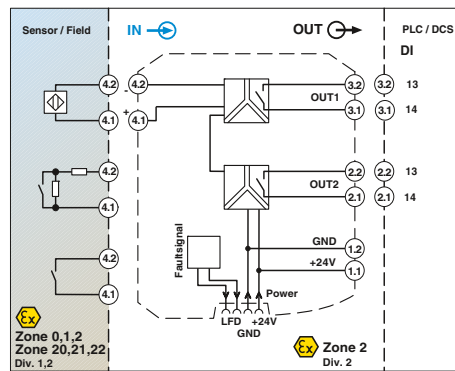 Sensor / Field
IN
OUT
PLC / DCS
DI
4.2
4.2
-
3.2
3.2
13
OUT1
4.1
+
4.1
3.1
3.1
14
4.2
2.2
2.2
13
OUT2
4.1
2.1
2.1
14
Faultsignal
GND
1.2
4.2
+24V
1.1
4.1
Power
LFD
+24V
GND
Ex
Zone 0,1,2
Zone 20,21,22
Div. 1,2
Ex
Zone 2
Div. 2